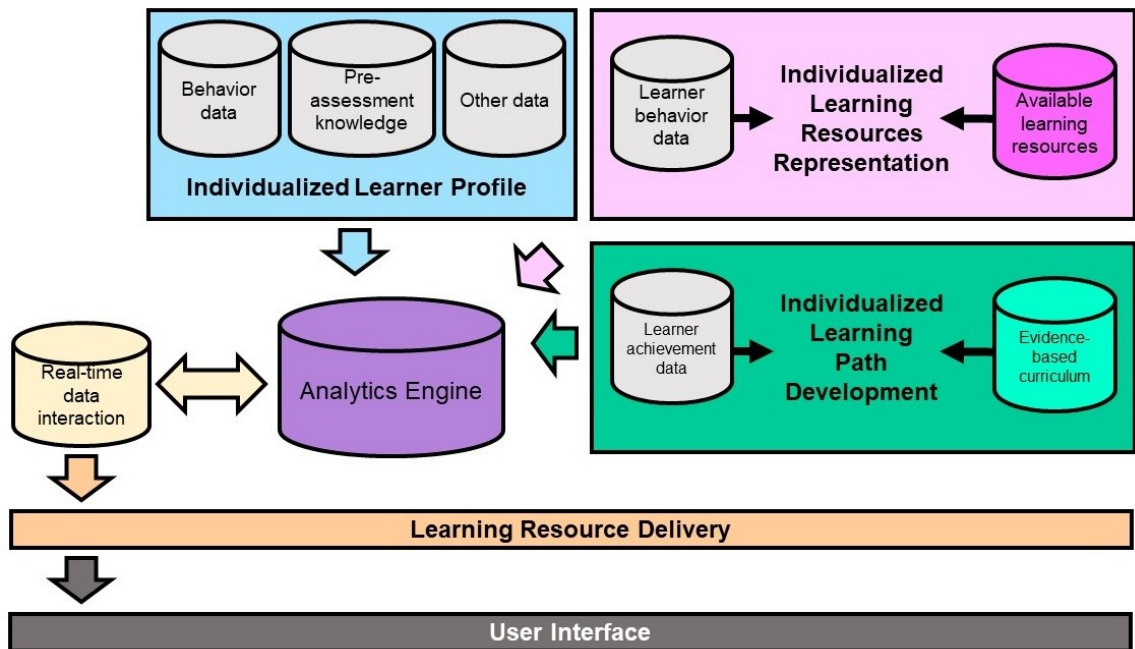 Behavior
data
Pre-
assessment
knowledge
Other data
Individualized Learner Profile
Learner
behavior
data
Individualized
Learning
Resources
Representation
Available
learning
resources
Real-time
data
interaction
Analytics Engine
Learner
achievement
data
Individualized
Learning
Path
Development
Evidence-
based
curriculum
Learning Resource Delivery
User Interface